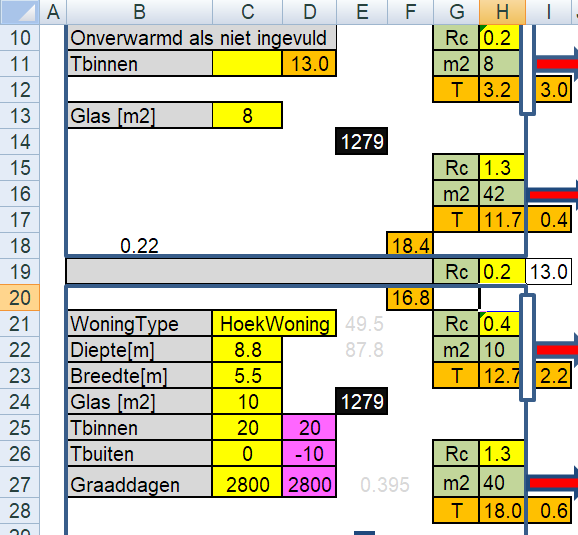 A B C D E F G H I
10 Onverwarmd als niet ingevuld Rc 0.2
11 Tbinnen 13.0 m2 8
12 T 3.2 3.0
13 Glas [m2] 8
14 1279
15 Rc 1.3
16 m2 42
17 T 11.7 0.4
18 0.22 18.4
19 Rc 0.2 13.0
20 16.8
21 WoningType HoekWoning 49.5 Rc 0.4
22 Diepte[m] 8.8 87.8 m2 10
23 Breedte[m] 5.5 T 12.7 2.2
24 Glas [m2] 10 1279
25 Tbinnen 20 20
26 Tbuiten 0 -10 Rc 1.3
27 Graaddagen 2800 2800 0.395 m2 40
28 T 18.0 0.6